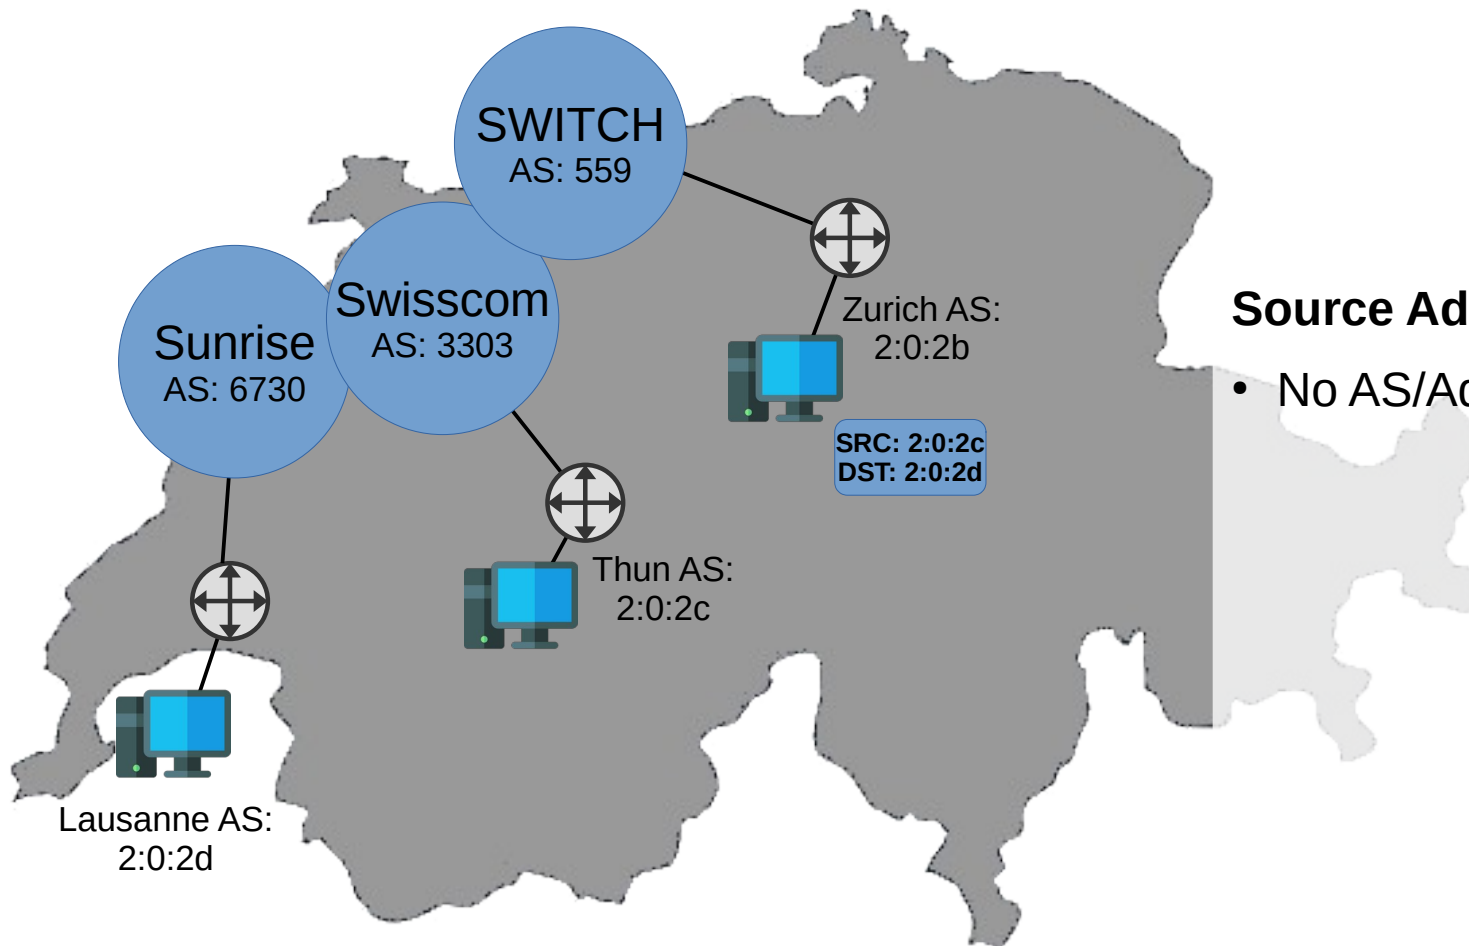 SWITCH
AS: 559
Swisscom
AS: 3303
Sunrise
AS: 6730
Zurich AS:
2:0:2b
SRC: 2:0:2c
DST: 2:0:2d
Thun AS:
2:0:2c
Lausanne AS:
2:0:2d
Source Ad
• No AS/Ad